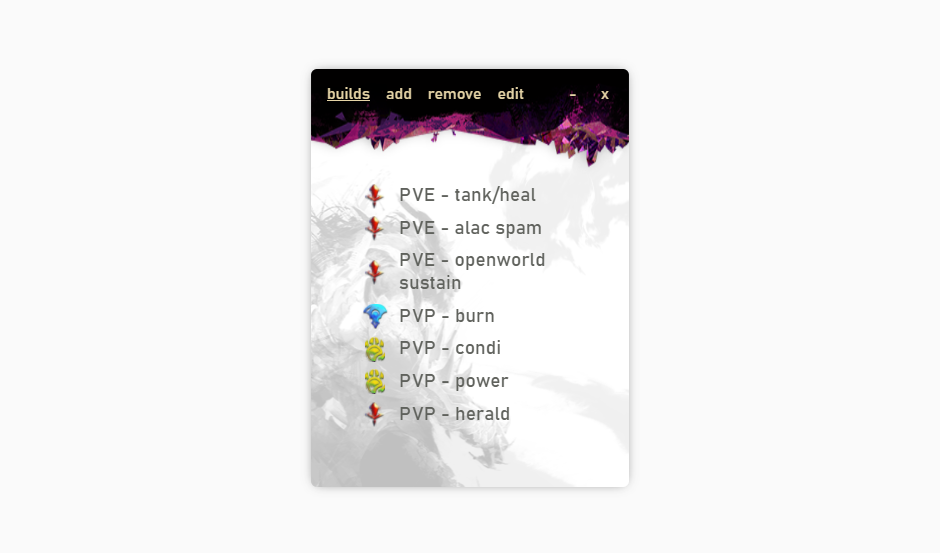 builds add remove edit - x
PVE - tank/heal
PVE - alac spam
PVE - openworld
sustain
PVP - burn
PVP - condi
PVP - power
PVP - herald